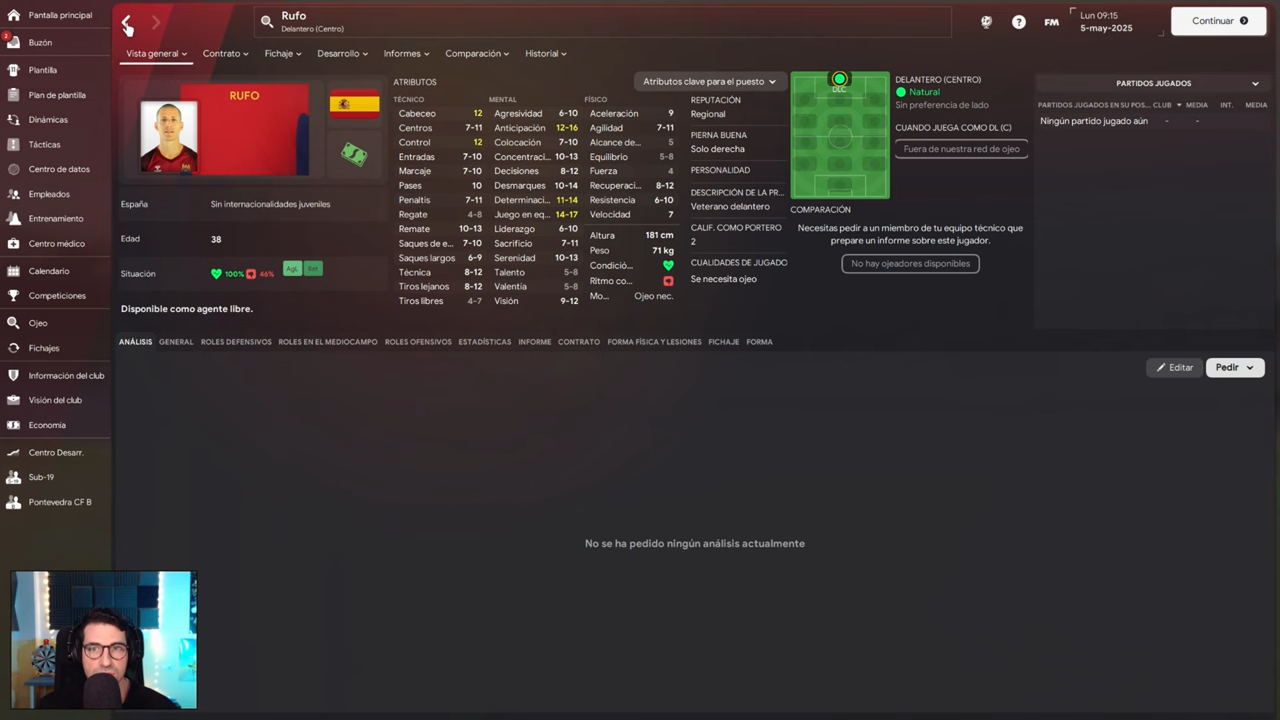 Pantalla principal
2
Buzón
Plantilla
Plan de plantilla
Dinámicas
Tácticas
Centro de datos
Empleados
Entrenamiento
Centro médico
Calendario
Competiciones
Ojeo
Fichajes
Información del club
Visión del club
Economía
Centro Desarr.
Sub-19
Pontevedra CF B
Rufo
Delantero (Centro)
FM
Lun 09:15
5-may-2025
Continuar
Vista general
Contrato
Fichaje
Desarrollo
Informes
Comparación
Historial
RUFO
España
Sin internacionalidades juveniles
Edad
38
Situación
100%
46%
AgL
Ret
Disponible como agente libre.
ATRIBUTOS
Atributos clave para el puesto
TÉCNICO
Cabeceo 12
Centros 7-11
Control 12
Entradas 7-10
Marcaje 7-10
Pases 10
Penaltis 7-11
Regate 4-8
Remate 10-13
Saques de e... 7-10
Saques largos 6-9
Técnica 8-12
Tiros lejanos 8-12
Tiros libres 4-7
MENTAL
Agresividad 6-10
Anticipación 12-16
Colocación 7-10
Concentraci... 10-13
Decisiones 8-12
Desmarques 10-14
Determinac... 11-14
Juego en eq... 14-17
Liderazgo 6-10
Sacrificio 7-11
Serenidad 10-13
Talento 5-8
Valentía 5-8
Visión 9-12
FÍSICO
Aceleración 9
Agilidad 7-11
Alcance de... 5
Equilibrio 5-8
Fuerza 4
Recuperaci... 8-12
Resistencia 6-10
Velocidad 7
Altura 181 cm
Peso 71 kg
Condició...
Ritmo co...
Mo... Ojeo nec.
REPUTACIÓN
Regional
PIERNA BUENA
Solo derecha
PERSONALIDAD
DESCRIPCIÓN DE LA PR...
Veterano delantero
CALIF. COMO PORTERO
2
CUALIDADES DE JUGADO
Se necesita ojeo
DLC
DELANTERO (CENTRO)
Natural
Sin preferencia de lado
CUANDO JUEGA COMO DL (C)
Fuera de nuestra red de ojeo
COMPARACIÓN
Necesitas pedir a un miembro de tu equipo técnico que
prepare un informe sobre este jugador.
No hay ojeadores disponibles
PARTIDOS JUGADOS
PARTIDOS JUGADOS EN SU POS... CLUB MEDIA INT. MEDIA
Ningún partido jugado aún - -
ANÁLISIS
GENERAL
ROLES DEFENSIVOS
ROLES EN EL MEDIOCAMPO
ROLES OFENSIVOS
ESTADÍSTICAS
INFORME
CONTRATO
FORMA FÍSICA Y LESIONES
FICHAJE
FORMA
Editar
Pedir
No se ha pedido ningún análisis actualmente